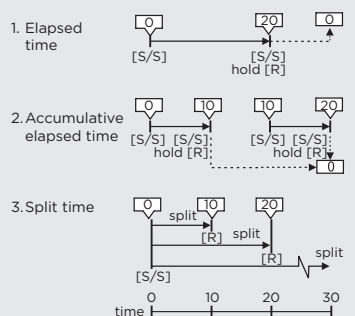 0 20 0
1. Elapsed
time
[S/S] [S/S]
hold [R]
0 10 10 20
2. Accumulative
elapsed time
[S/S] [S/S] [S/S] [S/S]
hold [R] hold [R]
0
0 10 20
3. Split time
split
[R]
split
[R]
split
[S/S]
0 10 20 30
time